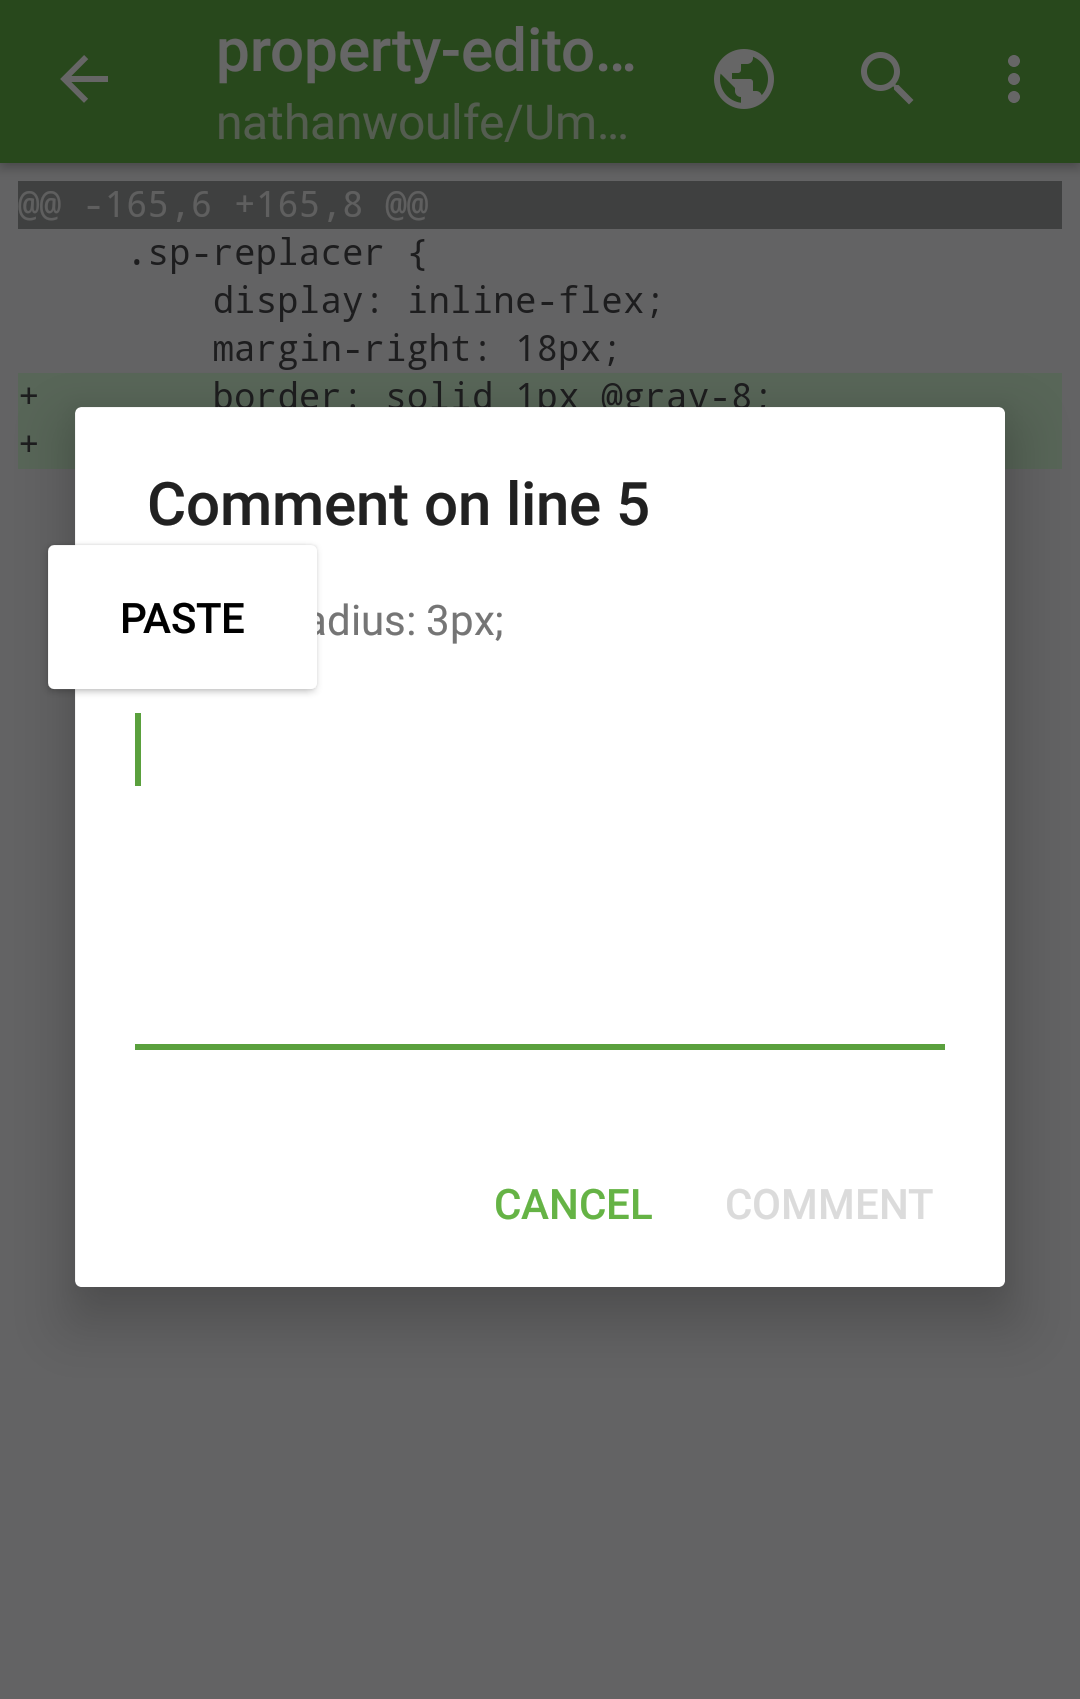 property-edito...
nathanwoulfe/Um...
@@ -165,6 +165,8 @@
.sp-replacer {
display: inline-flex;
margin-right: 18px;
+ border: solid 1px @gray-8;
+
Comment on line 5
PASTE
adius: 3px;
CANCEL
COMMENT